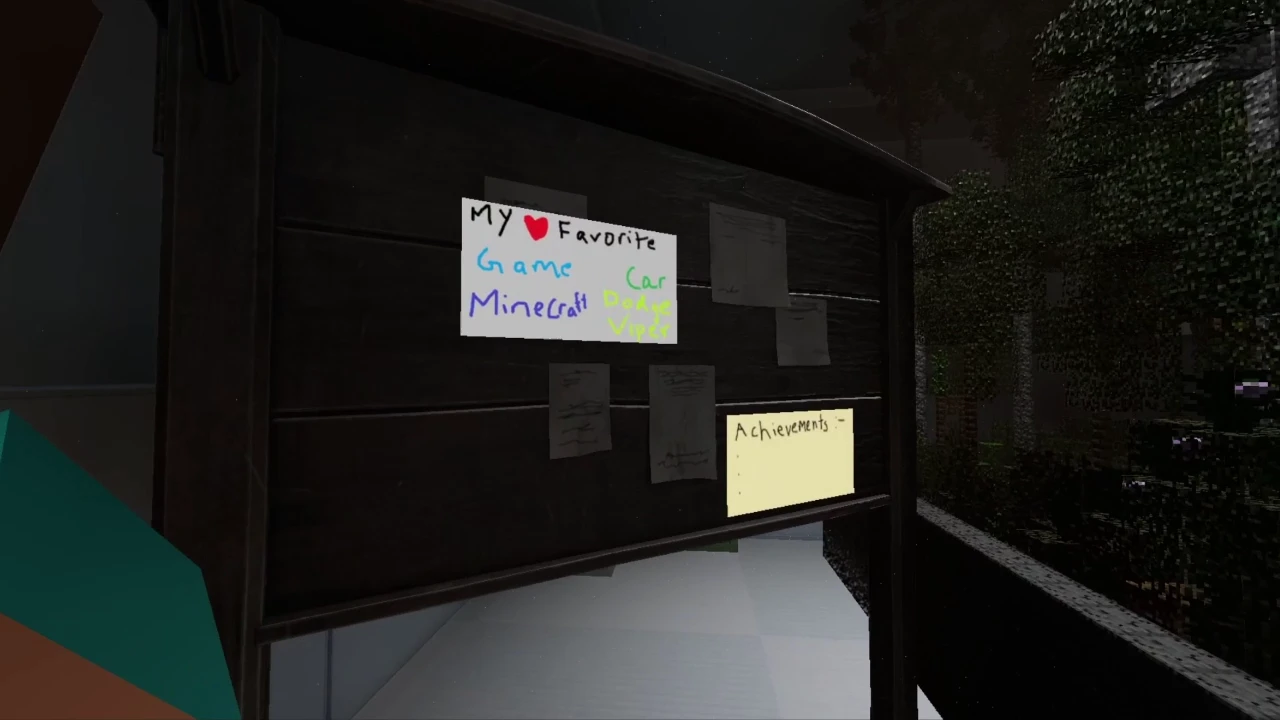 My ❤ Favorite
Game
Minecraft
Car
Dodge
Viper
Achievements :-